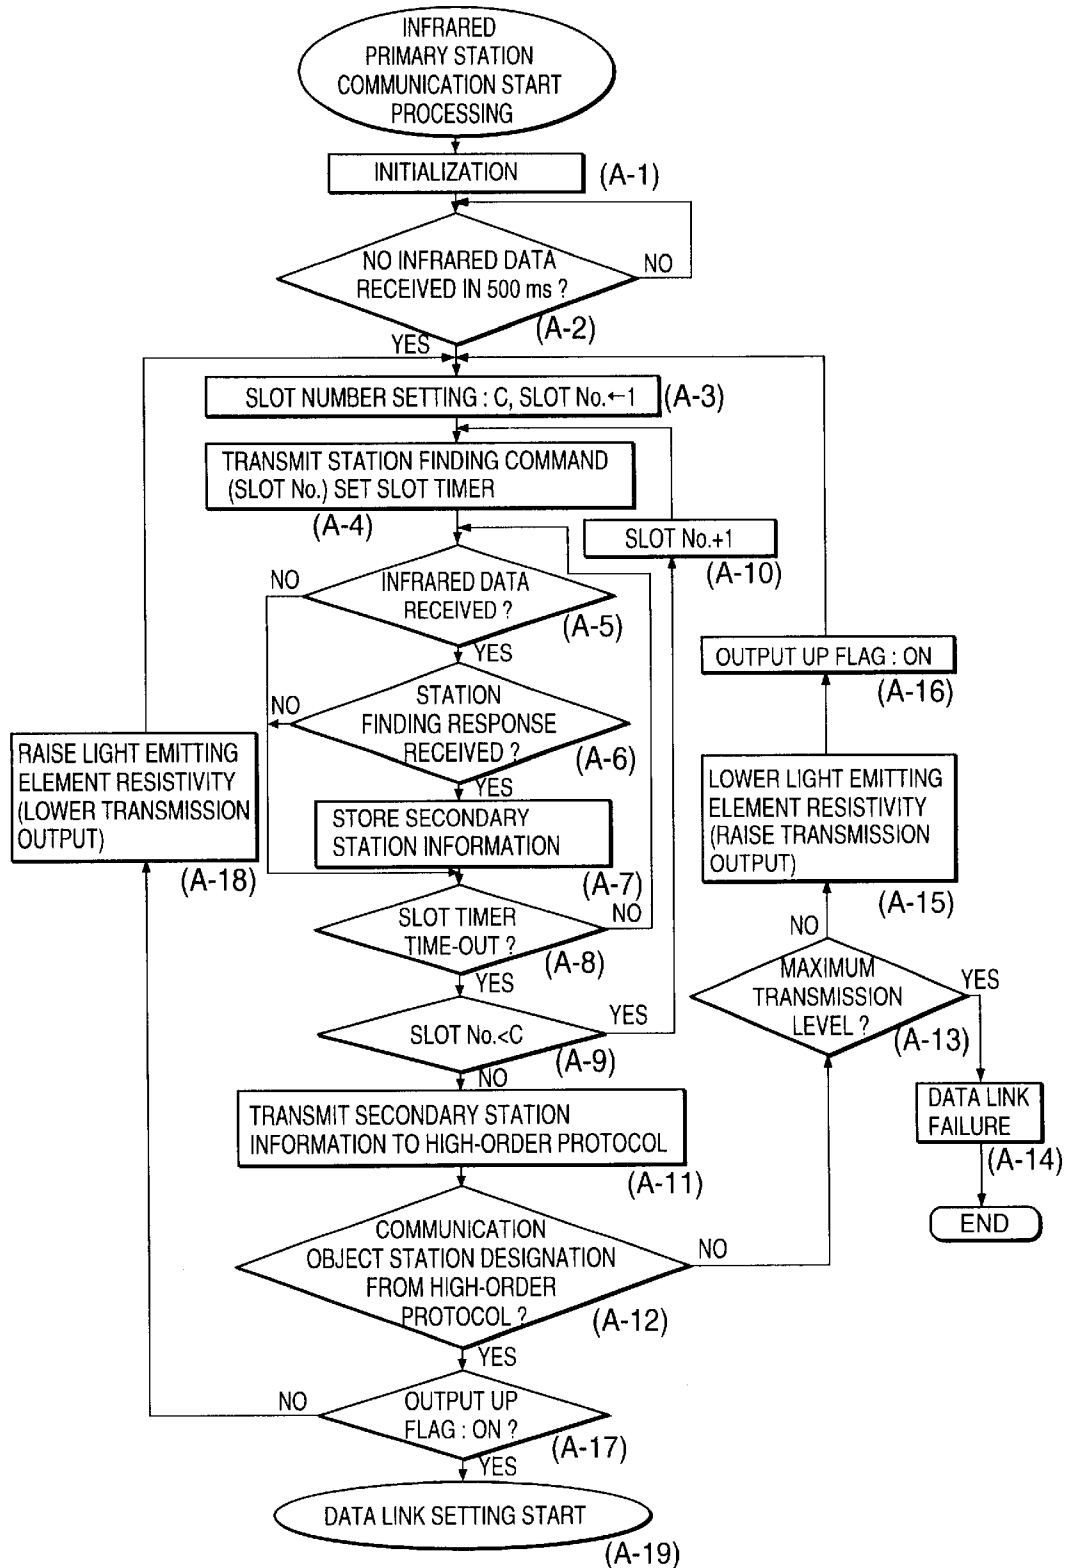 INFRARED
PRIMARY STATION
COMMUNICATION START
PROCESSING
INITIALIZATION
(A-1)
NO INFRARED DATA
RECEIVED IN 500 ms ?
NO
(A-2)
YES
SLOT NUMBER SETTING : C, SLOT No.←1
(A-3)
TRANSMIT STATION FINDING COMMAND
(SLOT No.) SET SLOT TIMER
(A-4)
SLOT No.+1
(A-10)
INFRARED DATA
RECEIVED ?
NO
(A-5)
YES
STATION
FINDING RESPONSE
RECEIVED ?
NO
(A-6)
YES
STORE SECONDARY
STATION INFORMATION
(A-7)
SLOT TIMER
TIME-OUT ?
NO
(A-8)
YES
SLOT No.<C
YES
(A-9)
NO
TRANSMIT SECONDARY STATION
INFORMATION TO HIGH-ORDER PROTOCOL
(A-11)
COMMUNICATION
OBJECT STATION DESIGNATION
FROM HIGH-ORDER
PROTOCOL ?
NO
(A-12)
YES
OUTPUT UP
FLAG : ON ?
NO
(A-17)
YES
DATA LINK SETTING START
(A-19)
RAISE LIGHT EMITTING
ELEMENT RESISTIVITY
(LOWER TRANSMISSION
OUTPUT)
(A-18)
OUTPUT UP FLAG : ON
(A-16)
LOWER LIGHT EMITTING
ELEMENT RESISTIVITY
(RAISE TRANSMISSION
OUTPUT)
(A-15)
NO
MAXIMUM
TRANSMISSION
LEVEL ?
YES
(A-13)
DATA LINK
FAILURE
(A-14)
END